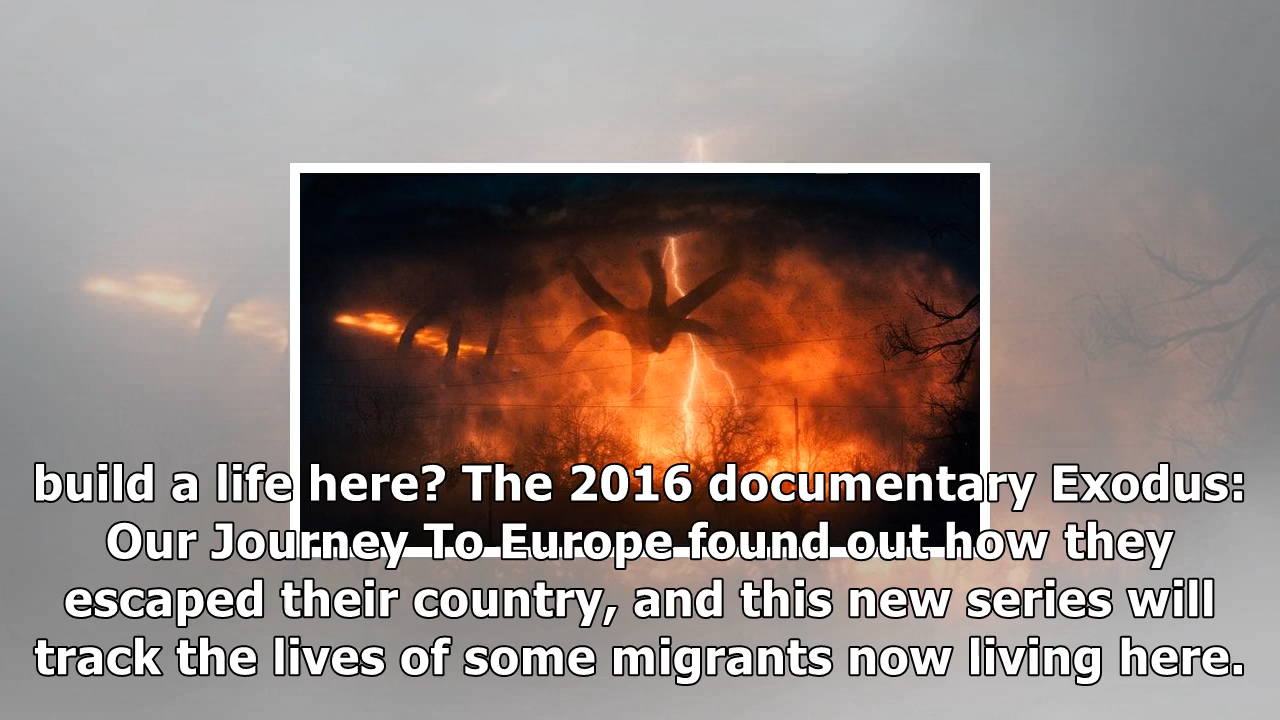 build a life here? The 2016 documentary Exodus:
Our Journey To Europe found out how they
escaped their country, and this new series will
track the lives of some migrants now living here.